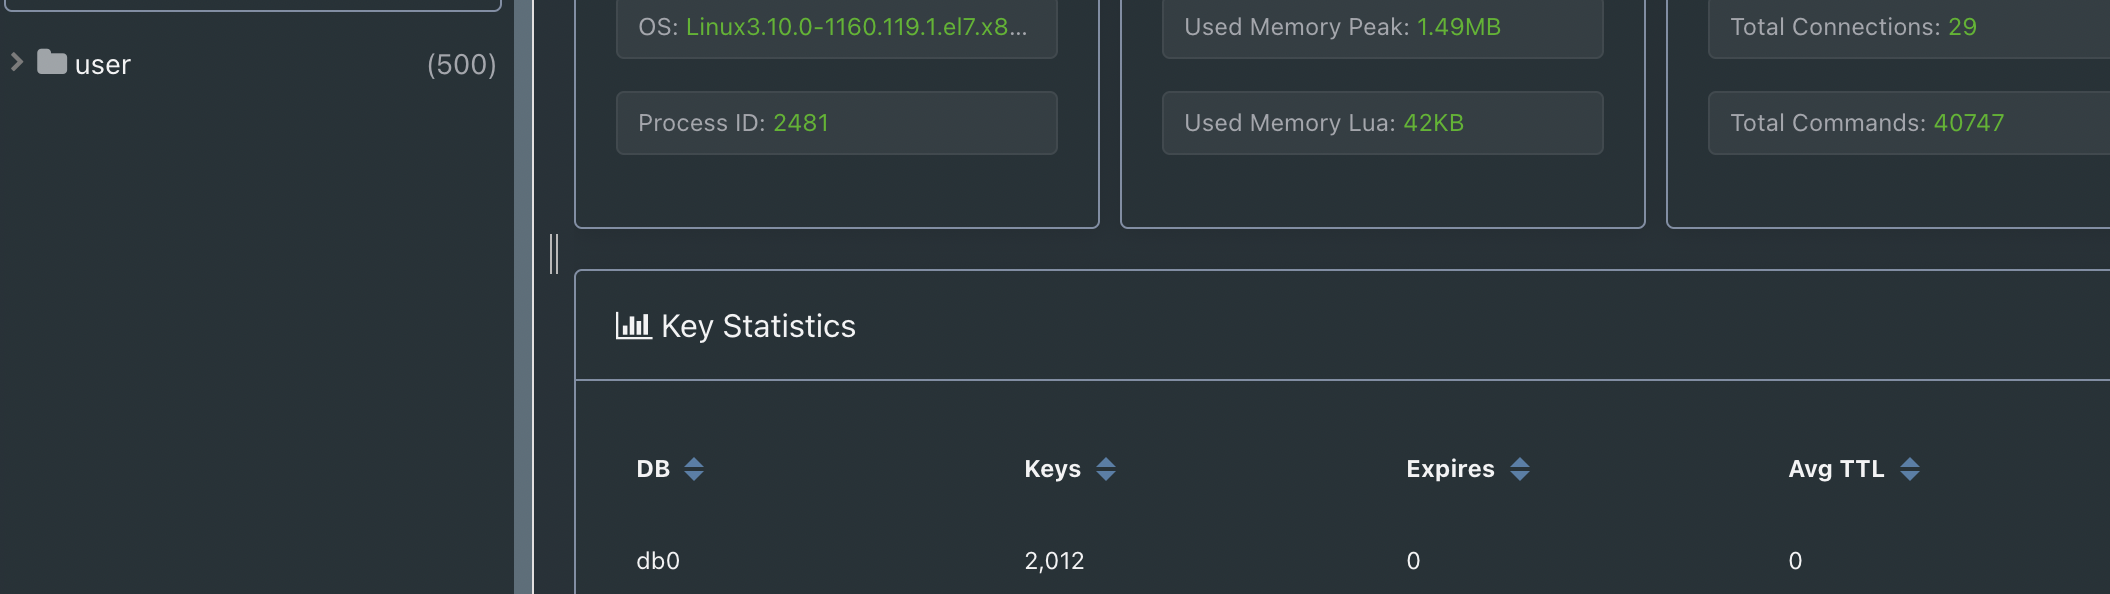 OS: Linux3.10.0-1160.119.1.el7.x8...
Used Memory Peak: 1.49MB
Total Connections: 29
user (500)
Process ID: 2481
Used Memory Lua: 42KB
Total Commands: 40747
Key Statistics
DB Keys Expires Avg TTL
db0 2,012 0 0